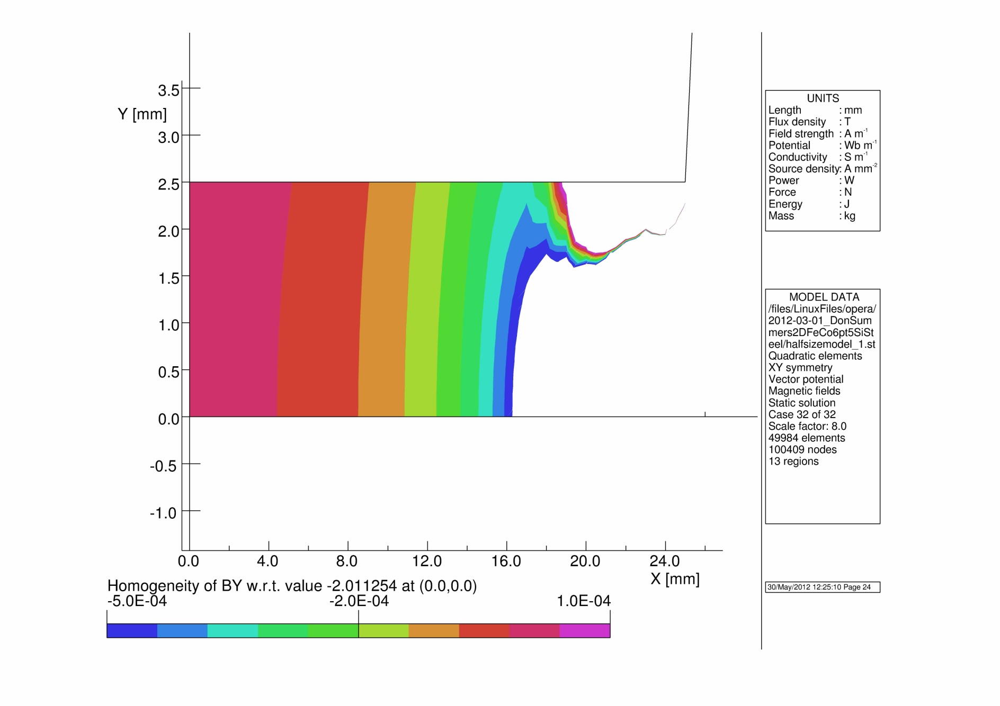 3.5
Y [mm]
3.0
2.5
2.0
1.5
1.0
0.5
0.0
-0.5
-1.0
0.0 4.0 8.0 12.0 16.0 20.0 24.0
X [mm]
Homogeneity of BY w.r.t. value -2.011254 at (0.0,0.0)
-5.0E-04 -2.0E-04 1.0E-04
UNITS
Length : mm
Flux density : T
Field strength : A m⁻¹
Potential : Wb m⁻¹
Conductivity : S m⁻¹
Source density: A mm⁻²
Power : W
Force : N
Energy : J
Mass : kg
MODEL DATA
/files/LinuxFiles/opera/
2012-03-01_DonSum
mers2DFeCo6pt5SiSt
eel/halfsizemodel_1.st
Quadratic elements
XY symmetry
Vector potential
Magnetic fields
Static solution
Case 32 of 32
Scale factor: 8.0
49984 elements
100409 nodes
13 regions
30/May/2012 12:25:10 Page 24